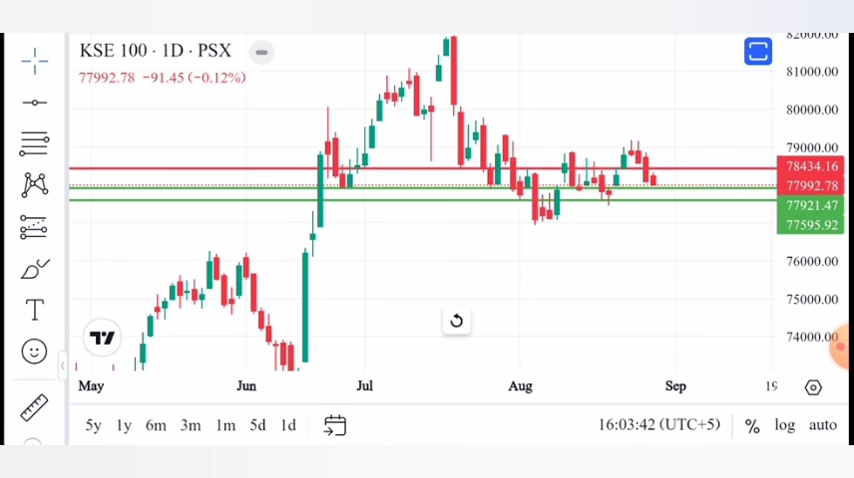 KSE 100 · 1D · PSX
77992.78 −91.45 (−0.12%)
82000.00
81000.00
80000.00
79000.00
78434.16
77992.78
77921.47
77595.92
76000.00
75000.00
74000.00
T
May Jun Jul Aug Sep 19
5y 1y 6m 3m 1m 5d 1d 16:03:42 (UTC+5) % log auto